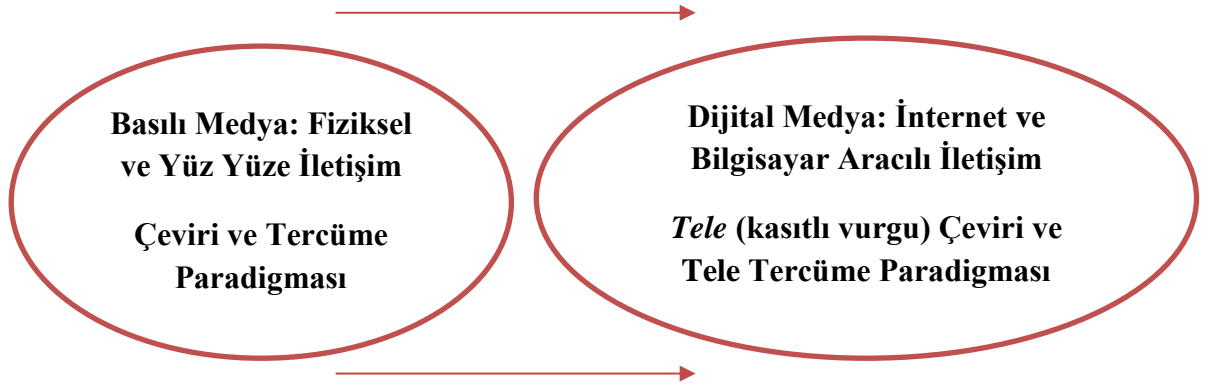 Basılı Medya: Fiziksel
ve Yüz Yüze İletişim
Çeviri ve Tercüme
Paradigması
Dijital Medya: İnternet ve
Bilgisayar Aracılı İletişim
Tele (kasıtlı vurgu) Çeviri ve
Tele Tercüme Paradigması